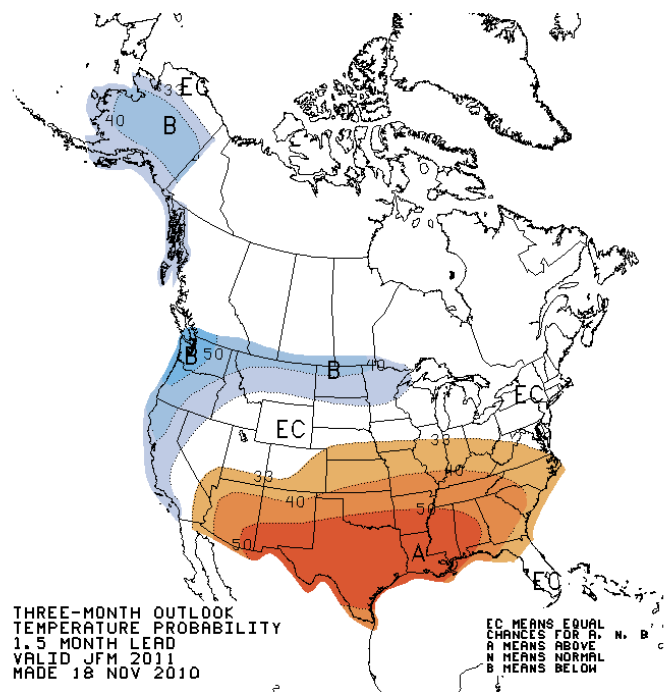 33 EC
40 B
B 50
B 40
EC
EC
33
33
40
40
50
50
A
EC
THREE-MONTH OUTLOOK
TEMPERATURE PROBABILITY
1.5 MONTH LEAD
VALID JFM 2011
MADE 18 NOV 2010
EC MEANS EQUAL
CHANCES FOR A, N, B
A MEANS ABOVE
N MEANS NORMAL
B MEANS BELOW